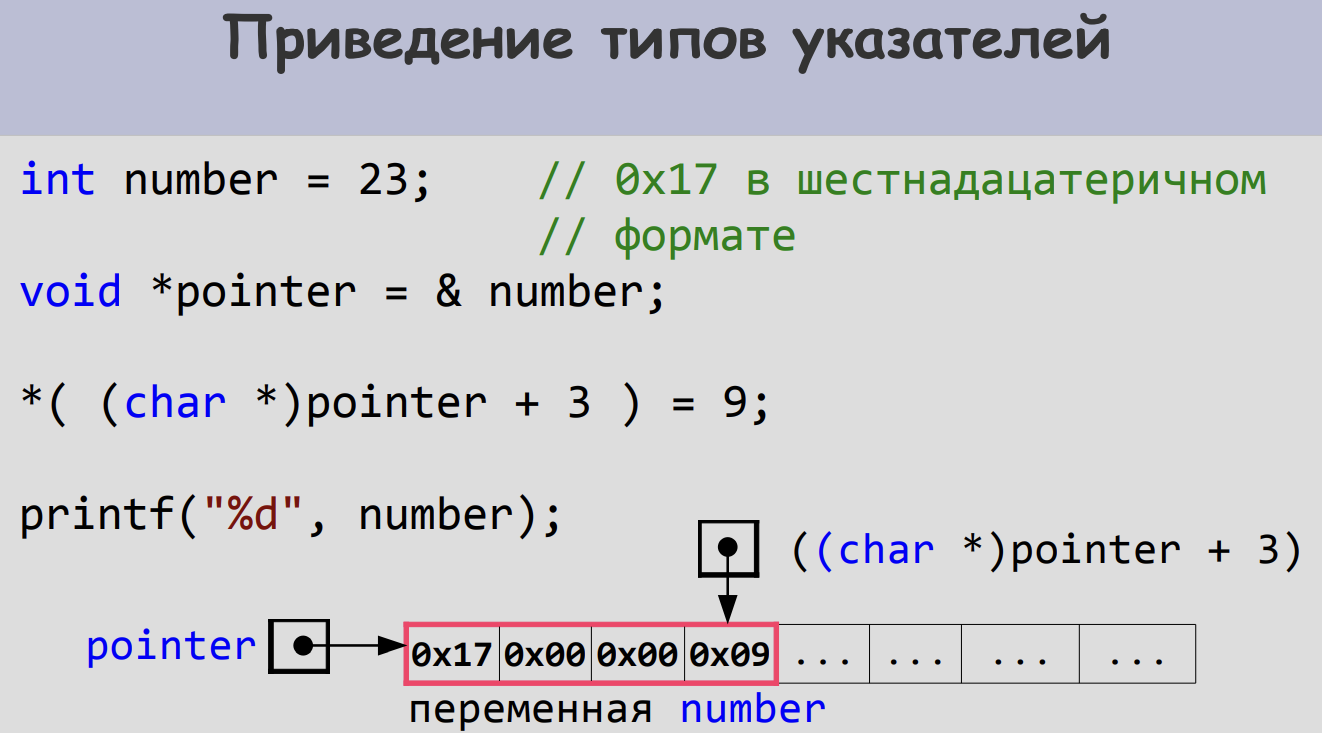 Приведение типов указателей
int number = 23; // 0x17 в шестнадацатеричном
// формате
void *pointer = & number;
*( (char *)pointer + 3 ) = 9;
printf("%d", number);
((char *)pointer + 3)
pointer
0x17 0x00 0x00 0x09 ... ... ... ...
переменная number